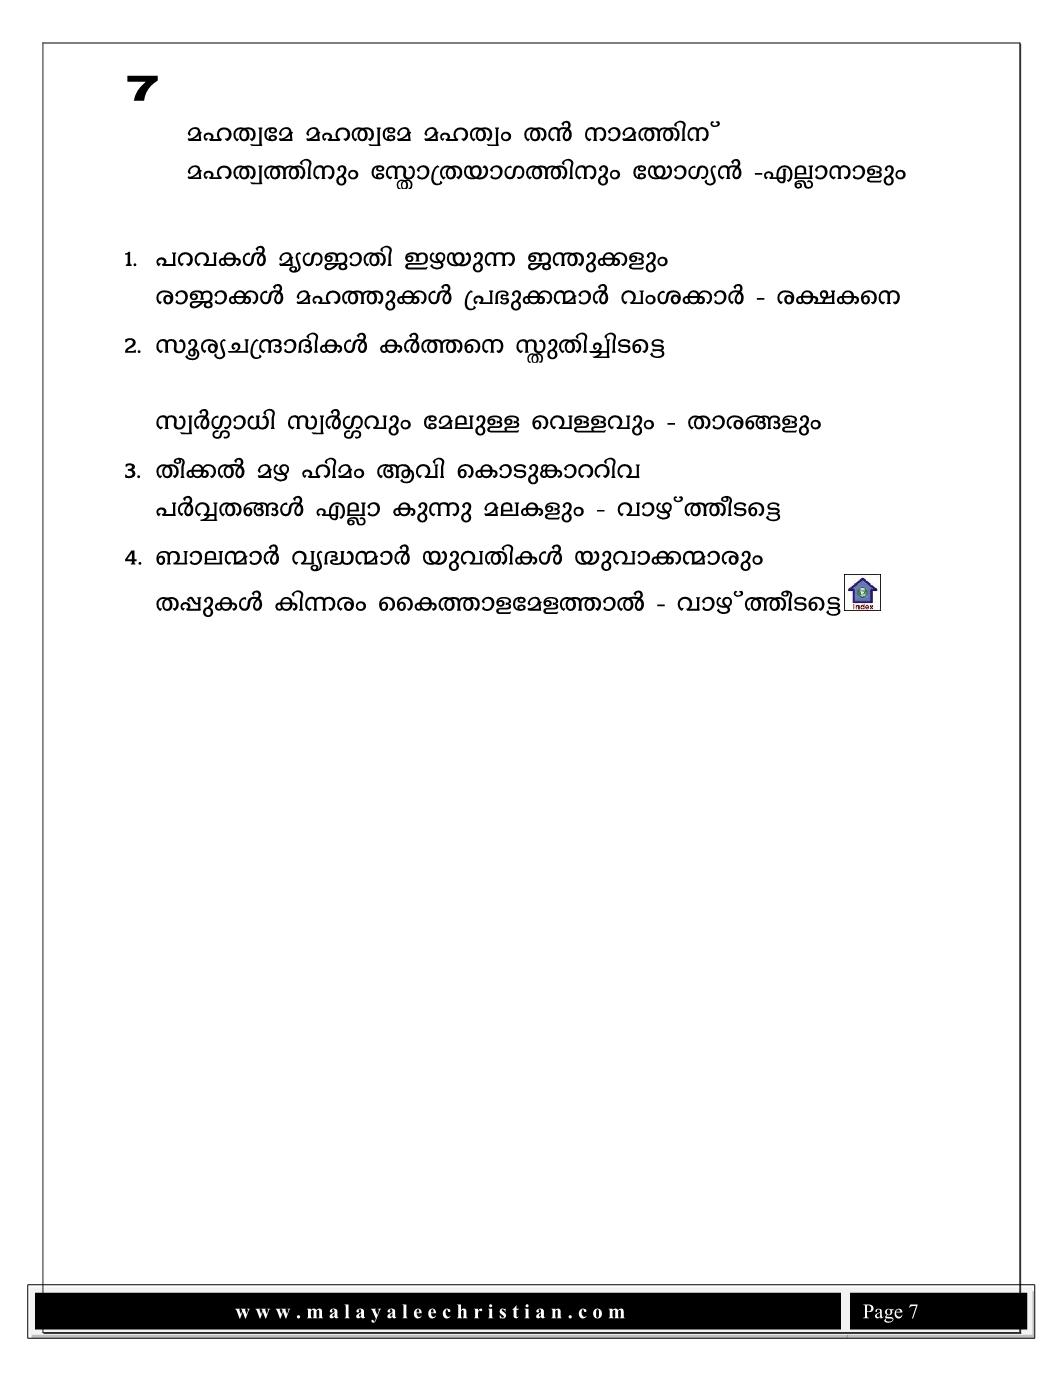 7
മഹത്വമേ മഹത്വമേ മഹത്വം തൻ നാമത്തിന്
മഹത്വത്തിനും സ്തോത്രയാഗത്തിനും യോഗ്യൻ -എല്ലാനാളും
1. പറവകൾ മൃഗജാതി ഇഴയുന്ന ജന്തുക്കളും
രാജാക്കൾ മഹത്തുക്കൾ പ്രഭുക്കന്മാർ വംശക്കാർ - രക്ഷകനെ
2. സൂര്യചന്ദ്രാദികൾ കർത്തനെ സ്തുതിച്ചിടട്ടെ
സ്വർഗ്ഗാധി സ്വർഗ്ഗവും മേലുള്ള വെള്ളവും - താരങ്ങളും
3. തീക്കൽ മഴ ഹിമം ആവി കൊടുങ്കാററിവ
പർവ്വതങ്ങൾ എല്ലാ കുന്നു മലകളും - വാഴ്ത്തീടട്ടെ
4. ബാലന്മാർ വൃദ്ധന്മാർ യുവതികൾ യുവാക്കന്മാരും
തപ്പുകൾ കിന്നരം കൈത്താളമേളത്താൽ - വാഴ്ത്തീടട്ടെ index
www.malayaleechristian.com Page 7